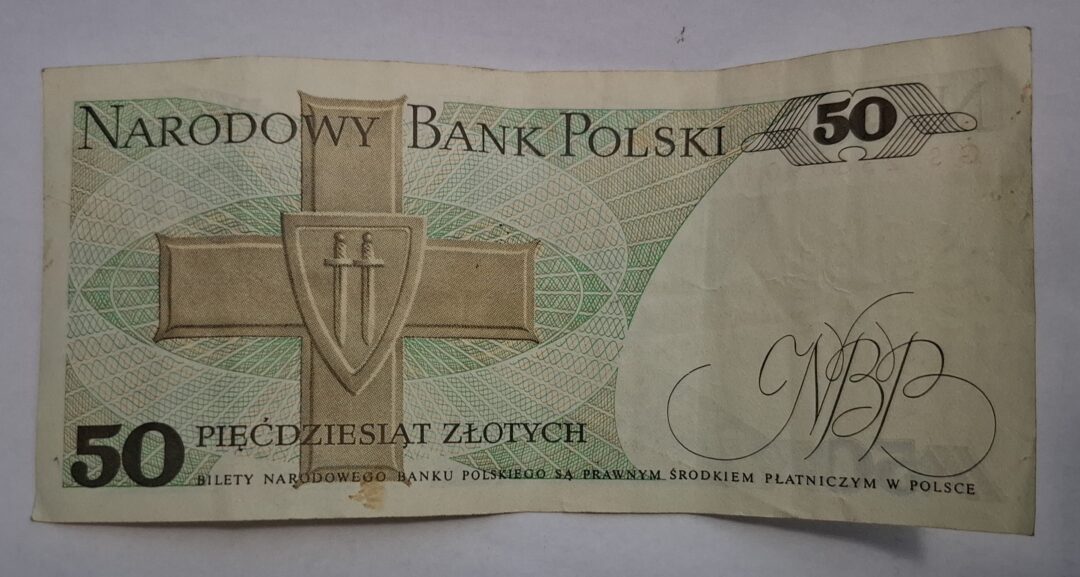 NARODOWY BANK POLSKI
50
NBP
50
PIĘĆDZIESIĄT ZŁOTYCH
BILETY NARODOWEGO BANKU POLSKIEGO SĄ PRAWNYM ŚRODKIEM PŁATNICZYM W POLSCE